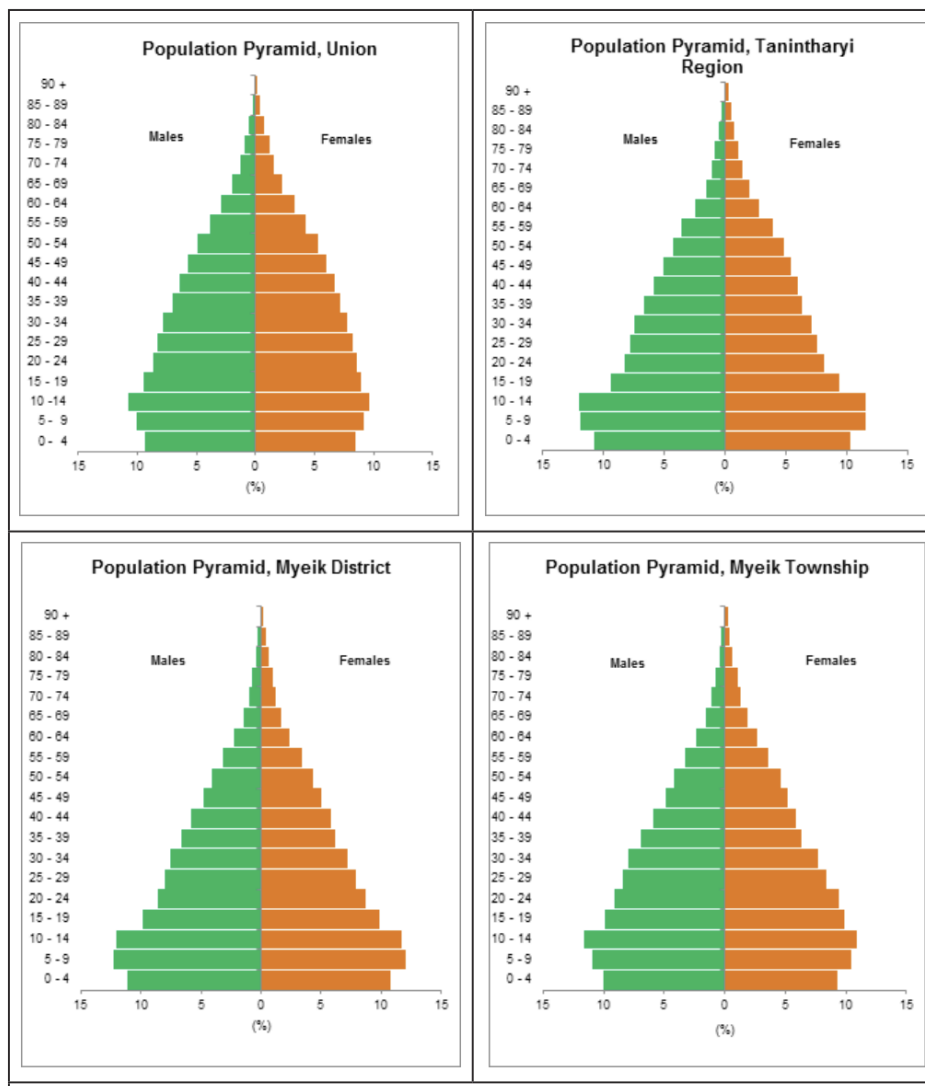 Population Pyramid, Union
90 +
85 - 89
80 - 84
75 - 79
70 - 74
65 - 69
60 - 64
55 - 59
50 - 54
45 - 49
40 - 44
35 - 39
30 - 34
25 - 29
20 - 24
15 - 19
10 -14
5 - 9
0 - 4
Males
Females
15 10 5 0 5 10 15
(%)
Population Pyramid, Tanintharyi
Region
90 +
85 - 89
80 - 84
75 - 79
70 - 74
65 - 69
60 - 64
55 - 59
50 - 54
45 - 49
40 - 44
35 - 39
30 - 34
25 - 29
20 - 24
15 - 19
10 - 14
5 - 9
0 - 4
Males
Females
15 10 5 0 5 10 15
(%)
Population Pyramid, Myeik District
90 +
85 - 89
80 - 84
75 - 79
70 - 74
65 - 69
60 - 64
55 - 59
50 - 54
45 - 49
40 - 44
35 - 39
30 - 34
25 - 29
20 - 24
15 - 19
10 - 14
5 - 9
0 - 4
Males
Females
15 10 5 0 5 10 15
(%)
Population Pyramid, Myeik Township
90 +
85 - 89
80 - 84
75 - 79
70 - 74
65 - 69
60 - 64
55 - 59
50 - 54
45 - 49
40 - 44
35 - 39
30 - 34
25 - 29
20 - 24
15 - 19
10 - 14
5 - 9
0 - 4
Males
Females
15 10 5 0 5 10 15
(%)